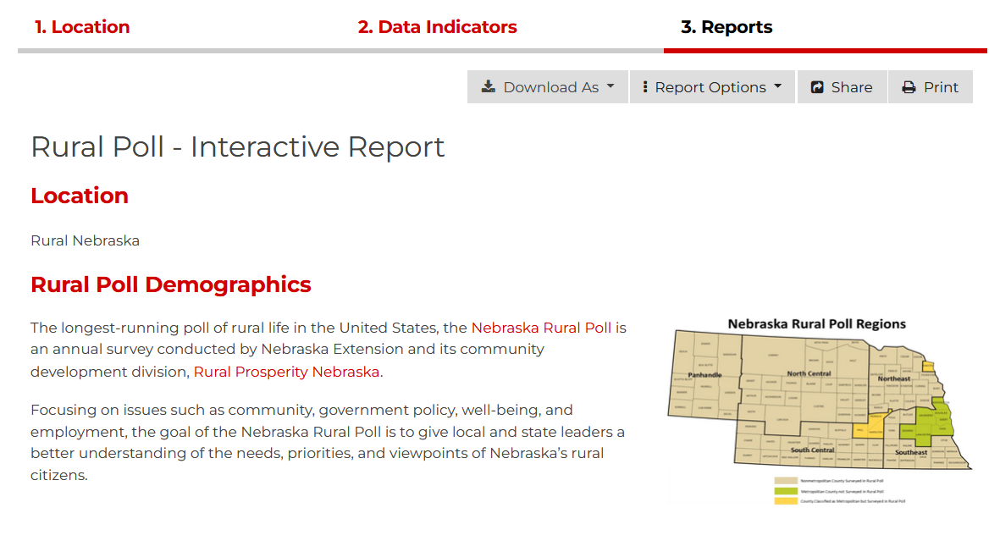 1. Location
2. Data Indicators
3. Reports
Download As
Report Options
Share
Print
Rural Poll - Interactive Report
Location
Rural Nebraska
Rural Poll Demographics
The longest-running poll of rural life in the United States, the Nebraska Rural Poll is
an annual survey conducted by Nebraska Extension and its community
development division, Rural Prosperity Nebraska.
Focusing on issues such as community, government policy, well-being, and
employment, the goal of the Nebraska Rural Poll is to give local and state leaders a
better understanding of the needs, priorities, and viewpoints of Nebraska’s rural
citizens.
Nebraska Rural Poll Regions
Panhandle
North Central
Northeast
South Central
Southeast
Nonmetropolitan County Surveyed in Rural Poll
Metropolitan County not Surveyed in Rural Poll
County Classified as Metropolitan but Surveyed in Rural Poll